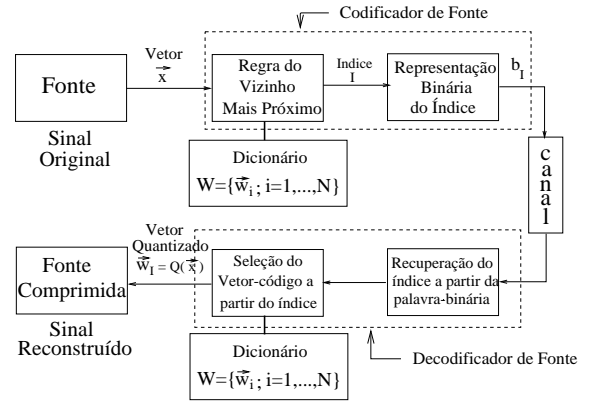 Codificador de Fonte
Fonte
Sinal
Original
Vetor
x
Regra do
Vizinho
Mais Próximo
Indice
I
Representação
Binária
do Índice
b_I
Dicionário
W={w_i; i=1,...,N}
canal
Fonte
Comprimida
Sinal
Reconstruído
Vetor
Quantizado
w_I = Q(x)
Seleção do
Vetor-código a
partir do índice
Recuperação do
índice a partir da
palavra-binária
Dicionário
W={w_i; i=1,...,N}
Decodificador de Fonte